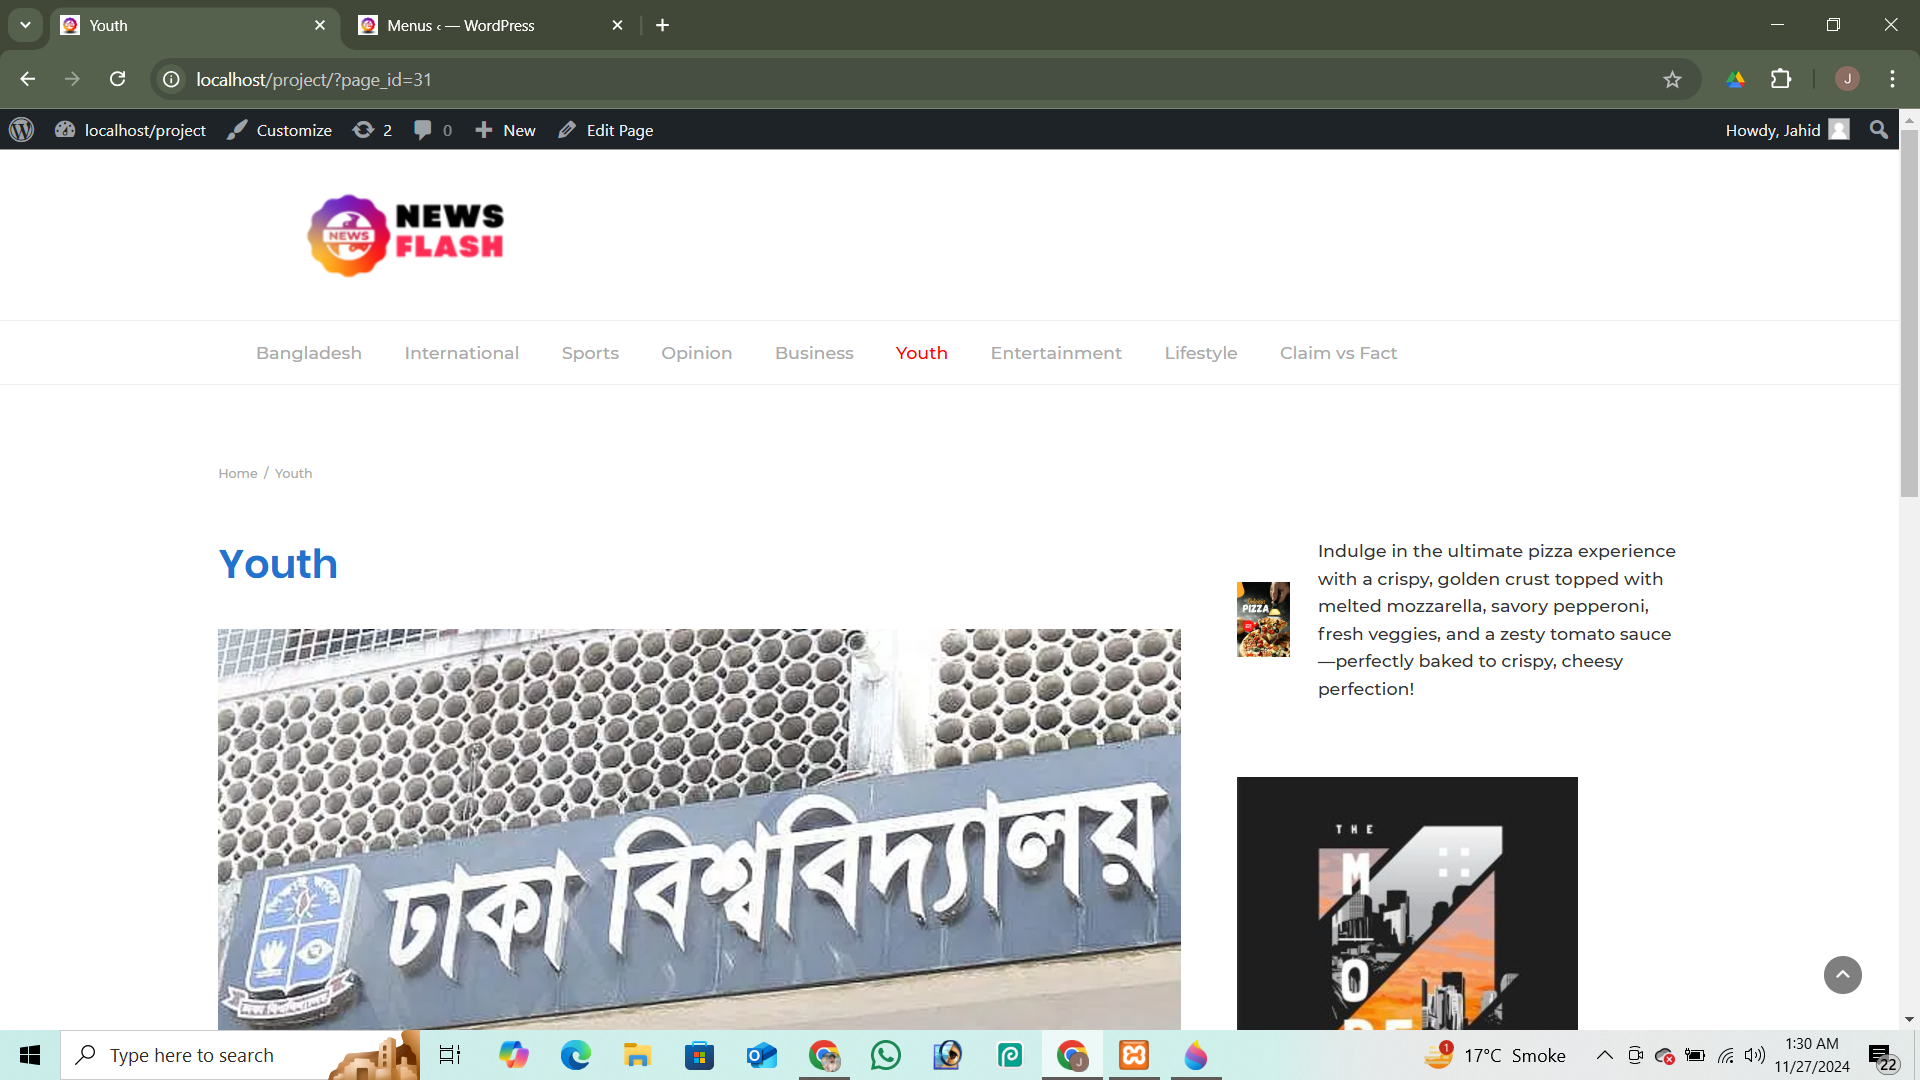 Youth
Menus ‹ — WordPress
localhost/project/?page_id=31
J
localhost/project
Customize
2
0
New
Edit Page
Howdy, Jahid
NEWS
NEWS
FLASH
Bangladesh
International
Sports
Opinion
Business
Youth
Entertainment
Lifestyle
Claim vs Fact
Home / Youth
Youth
ঢাকা বিশ্ববিদ্যালয়
PIZZA
Indulge in the ultimate pizza experience
with a crispy, golden crust topped with
melted mozzarella, savory pepperoni,
fresh veggies, and a zesty tomato sauce
—perfectly baked to crispy, cheesy
perfection!
THE
M
O
Type here to search
1
17°C Smoke
1:30 AM
11/27/2024
22